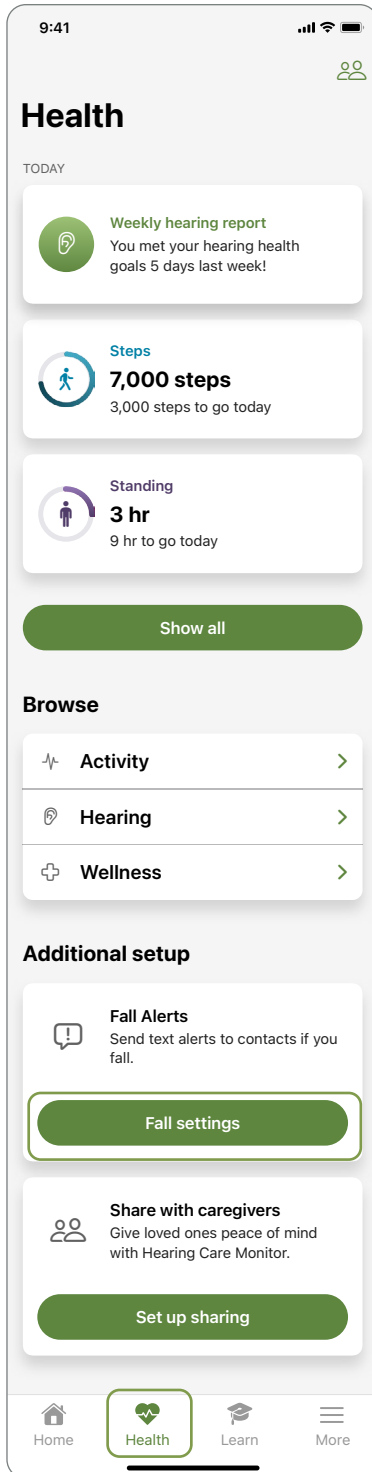 9:41
Health
TODAY
Weekly hearing report
You met your hearing health
goals 5 days last week!
Steps
7,000 steps
3,000 steps to go today
Standing
3 hr
9 hr to go today
Show all
Browse
Activity
Hearing
Wellness
Additional setup
Fall Alerts
Send text alerts to contacts if you
fall.
Fall settings
Share with caregivers
Give loved ones peace of mind
with Hearing Care Monitor.
Set up sharing
Home Health Learn More